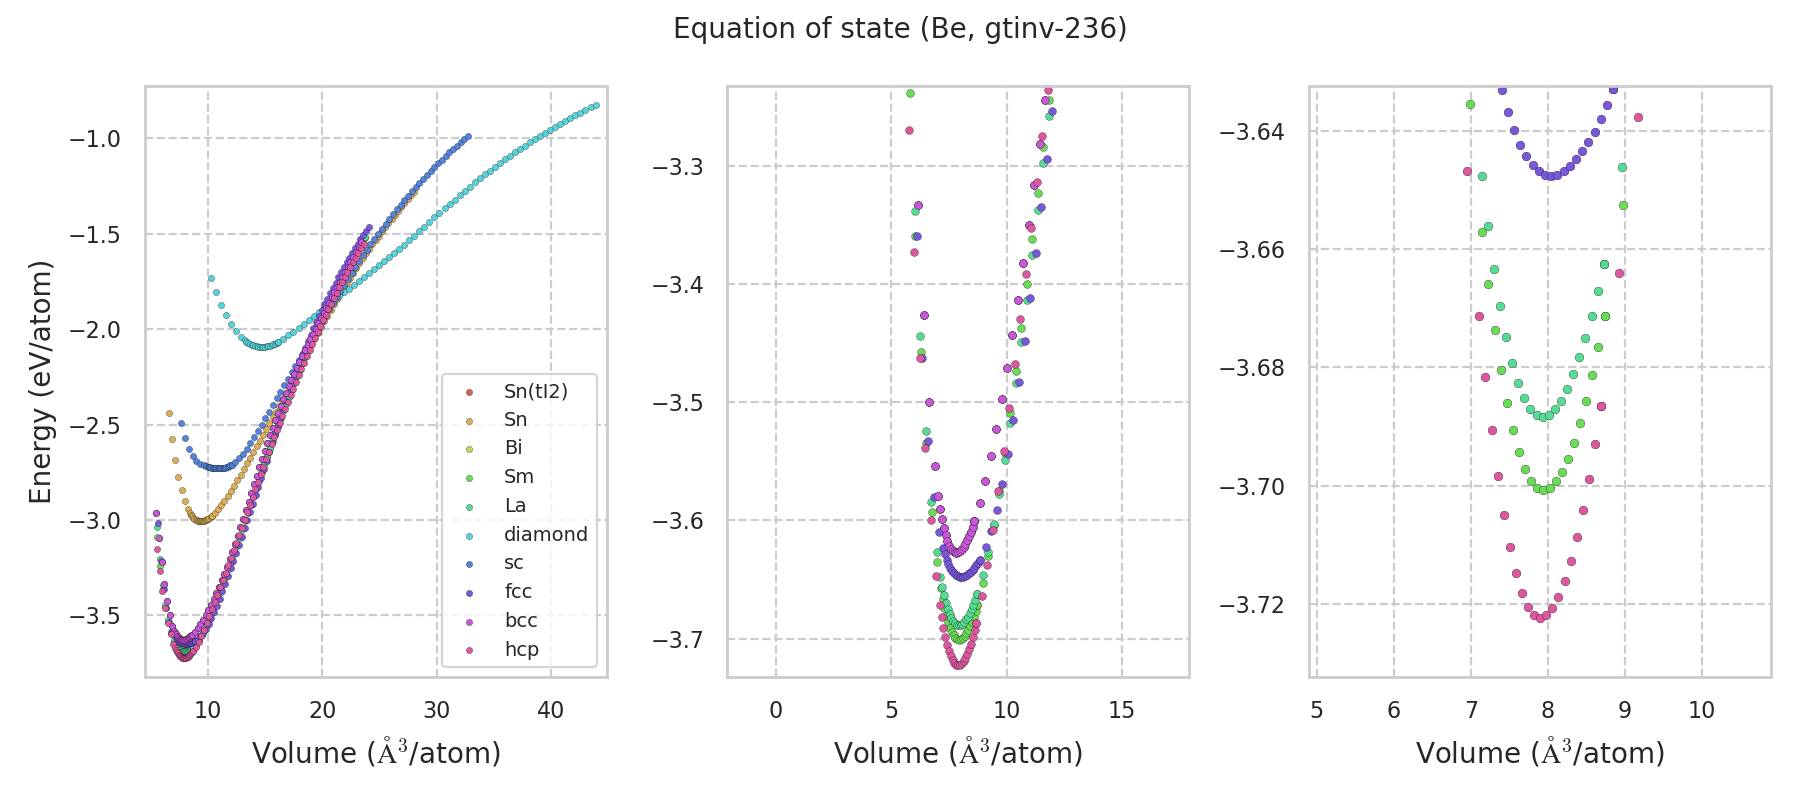 Equation of state (Be, gtinv-236)
Energy (eV/atom)
−1.0
−1.5
−2.0
−2.5
−3.0
−3.5
10
20
30
40
Volume (Å³/atom)
Sn(tI2)
Sn
Bi
Sm
La
diamond
sc
fcc
bcc
hcp
−3.3
−3.4
−3.5
−3.6
−3.7
0
5
10
15
Volume (Å³/atom)
−3.64
−3.66
−3.68
−3.70
−3.72
5
6
7
8
9
10
Volume (Å³/atom)